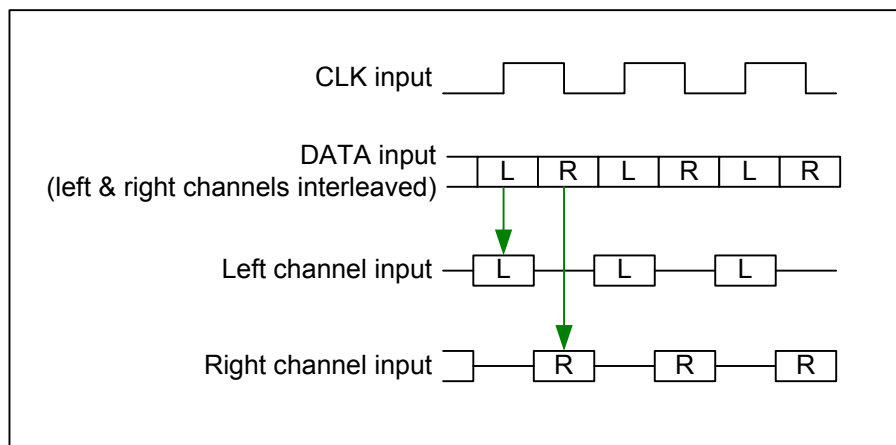 CLK input
DATA input
(left & right channels interleaved)
L R L R L R
Left channel input
L L L
Right channel input
R R R